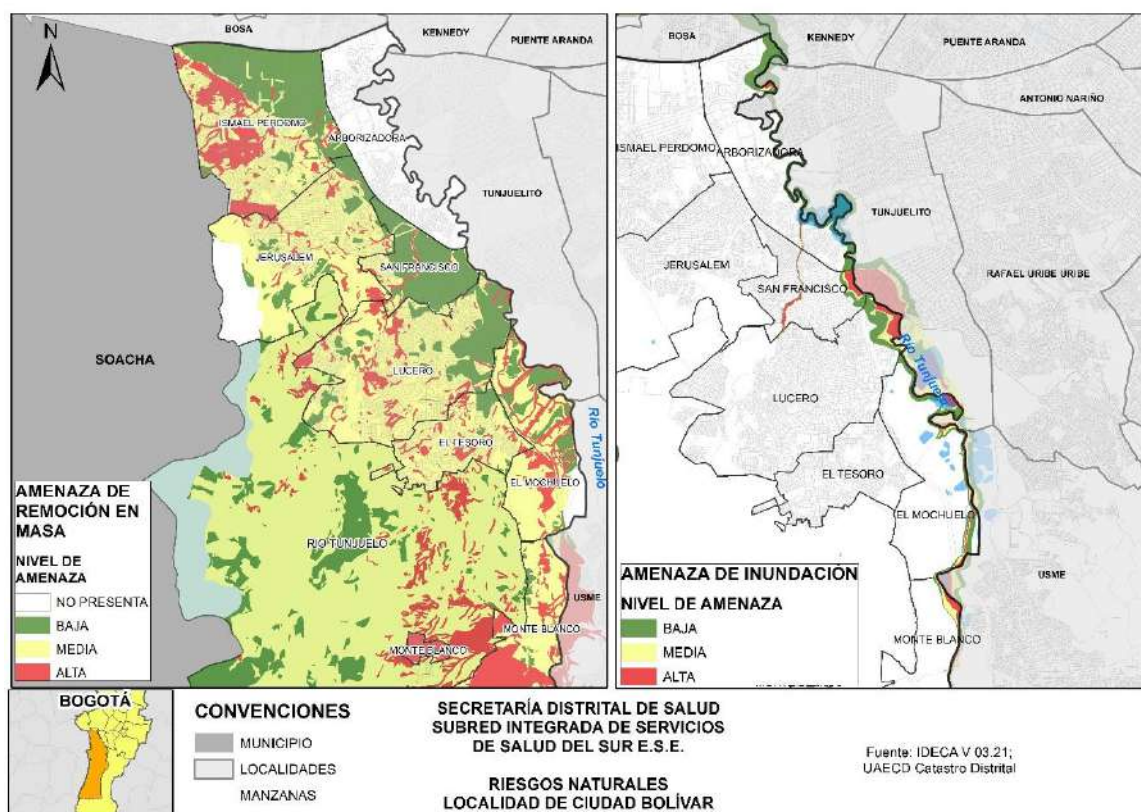 N
BOSA
KENNEDY
PUENTE ARANDA
ISMAEL PERDOMO
ARBORIZADORA
TUNJUELITO
JERUSALEM
SAN FRANCISCO
SOACHA
LUCERO
EL TESORO
Río Tunjuelo
EL MOCHUELO
RIO TUNJUELO
USME
MONTE BLANCO
MONTE BLANCO
AMENAZA DE
REMOCIÓN EN
MASA
NIVEL DE
AMENAZA
NO PRESENTA
BAJA
MEDIA
ALTA
BOSA
KENNEDY
PUENTE ARANDA
ANTONIO NARIÑO
ISMAEL PERDOMO
ARBORIZADORA
TUNJUELITO
JERUSALEM
SAN FRANCISCO
RAFAEL URIBE URIBE
Río Tunjuelo
LUCERO
EL TESORO
EL MOCHUELO
USME
MONTE BLANCO
AMENAZA DE INUNDACIÓN
NIVEL DE AMENAZA
BAJA
MEDIA
ALTA
BOGOTÁ
CONVENCIONES
MUNICIPIO
LOCALIDADES
MANZANAS
SECRETARÍA DISTRITAL DE SALUD
SUBRED INTEGRADA DE SERVICIOS
DE SALUD DEL SUR E.S.E.
RIESGOS NATURALES
LOCALIDAD DE CIUDAD BOLÍVAR
Fuente: IDECA V 03.21;
UAECD Catastro Distrital